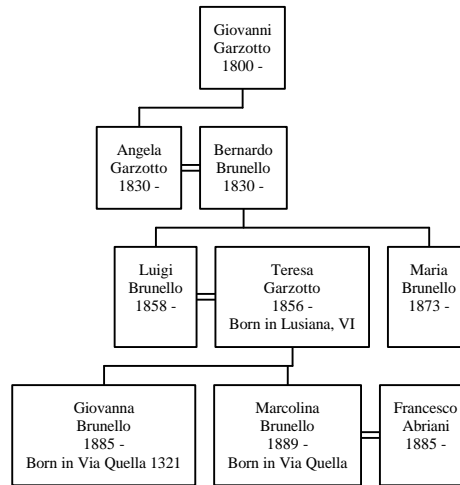 Giovanni
Garzotto
1800 -
Angela
Garzotto
1830 -
Bernardo
Brunello
1830 -
Luigi
Brunello
1858 -
Teresa
Garzotto
1856 -
Born in Lusiana, VI
Maria
Brunello
1873 -
Giovanna
Brunello
1885 -
Born in Via Quella 1321
Marcolina
Brunello
1889 -
Born in Via Quella
Francesco
Abriani
1885 -